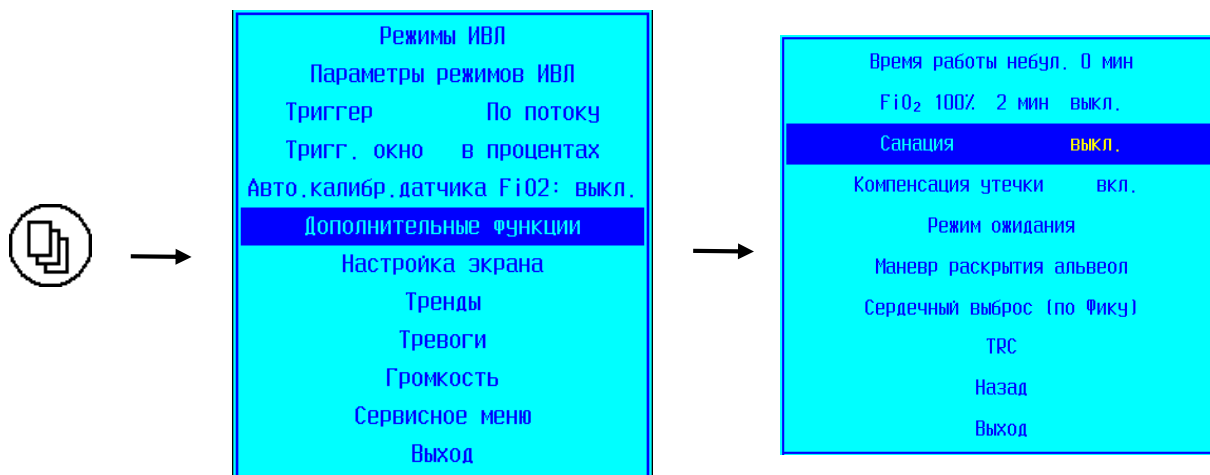 Режимы ИВЛ
Параметры режимов ИВЛ
Триггер По потоку
Тригг. окно в процентах
Авто.калибр.датчика FiO2: выкл.
Дополнительные функции
Настройка экрана
Тренды
Тревоги
Громкость
Сервисное меню
Выход
Время работы небул. 0 мин
FiO₂ 100% 2 мин выкл.
Санация выкл.
Компенсация утечки вкл.
Режим ожидания
Маневр раскрытия альвеол
Сердечный выброс (по Фику)
TRC
Назад
Выход